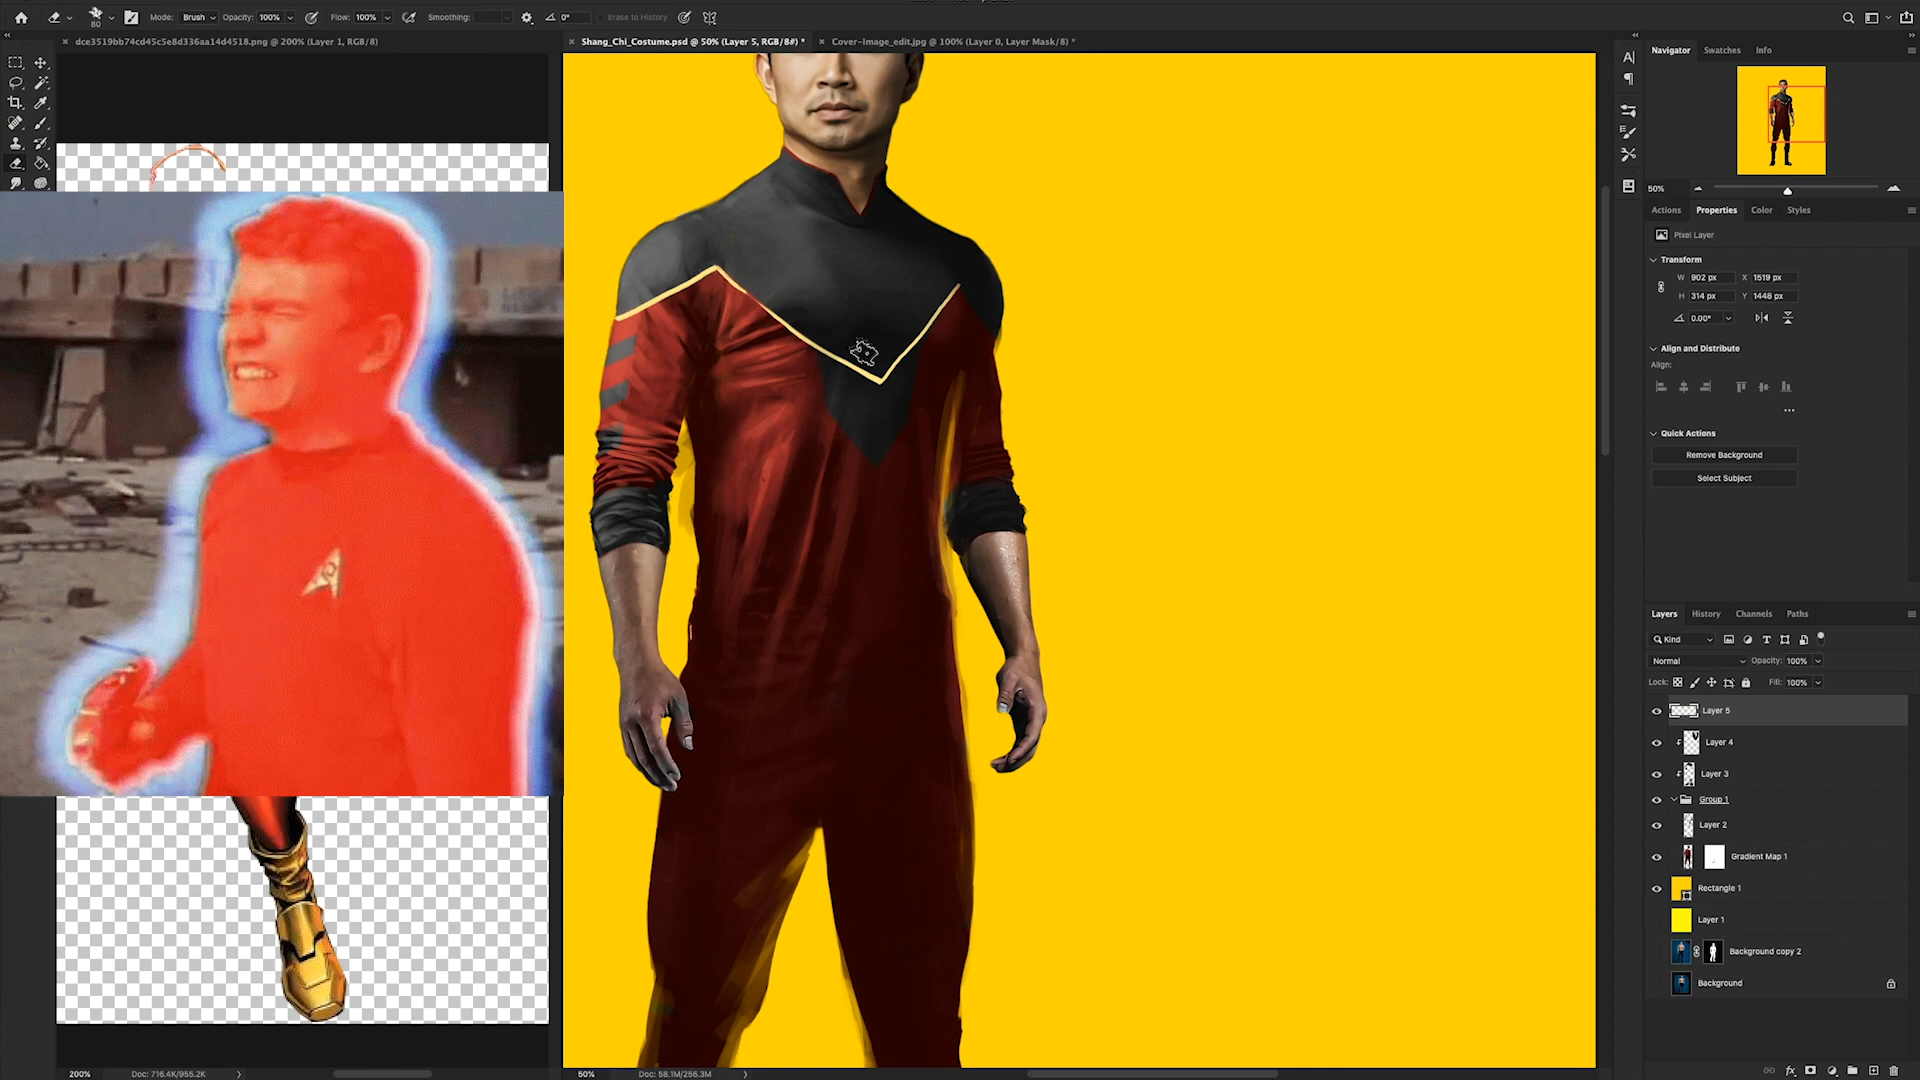 80
Mode: Brush Opacity: 100% Flow: 100% Smoothing: 0° Erase to History
dce3519bb74cd45c5e8d336aa14d4518.png @ 200% (Layer 1, RGB/8)
Shang_Chi_Costume.psd @ 50% (Layer 5, RGB/8#) *
Cover-Image_edit.jpg @ 100% (Layer 0, Layer Mask/8) *
Navigator Swatches Info
50%
Actions Properties Color Styles
Pixel Layer
Transform
W 902 px X 1519 px
H 314 px Y 1448 px
0.00°
Align and Distribute
Align:
Quick Actions
Remove Background
Select Subject
Layers History Channels Paths
Kind
Normal Opacity: 100%
Lock: Fill: 100%
Layer 5
Layer 4
Layer 3
Group 1
Layer 2
Gradient Map 1
Rectangle 1
Layer 1
Background copy 2
Background
200% Doc: 716.4K/955.2K
50% Doc: 58.1M/256.3M